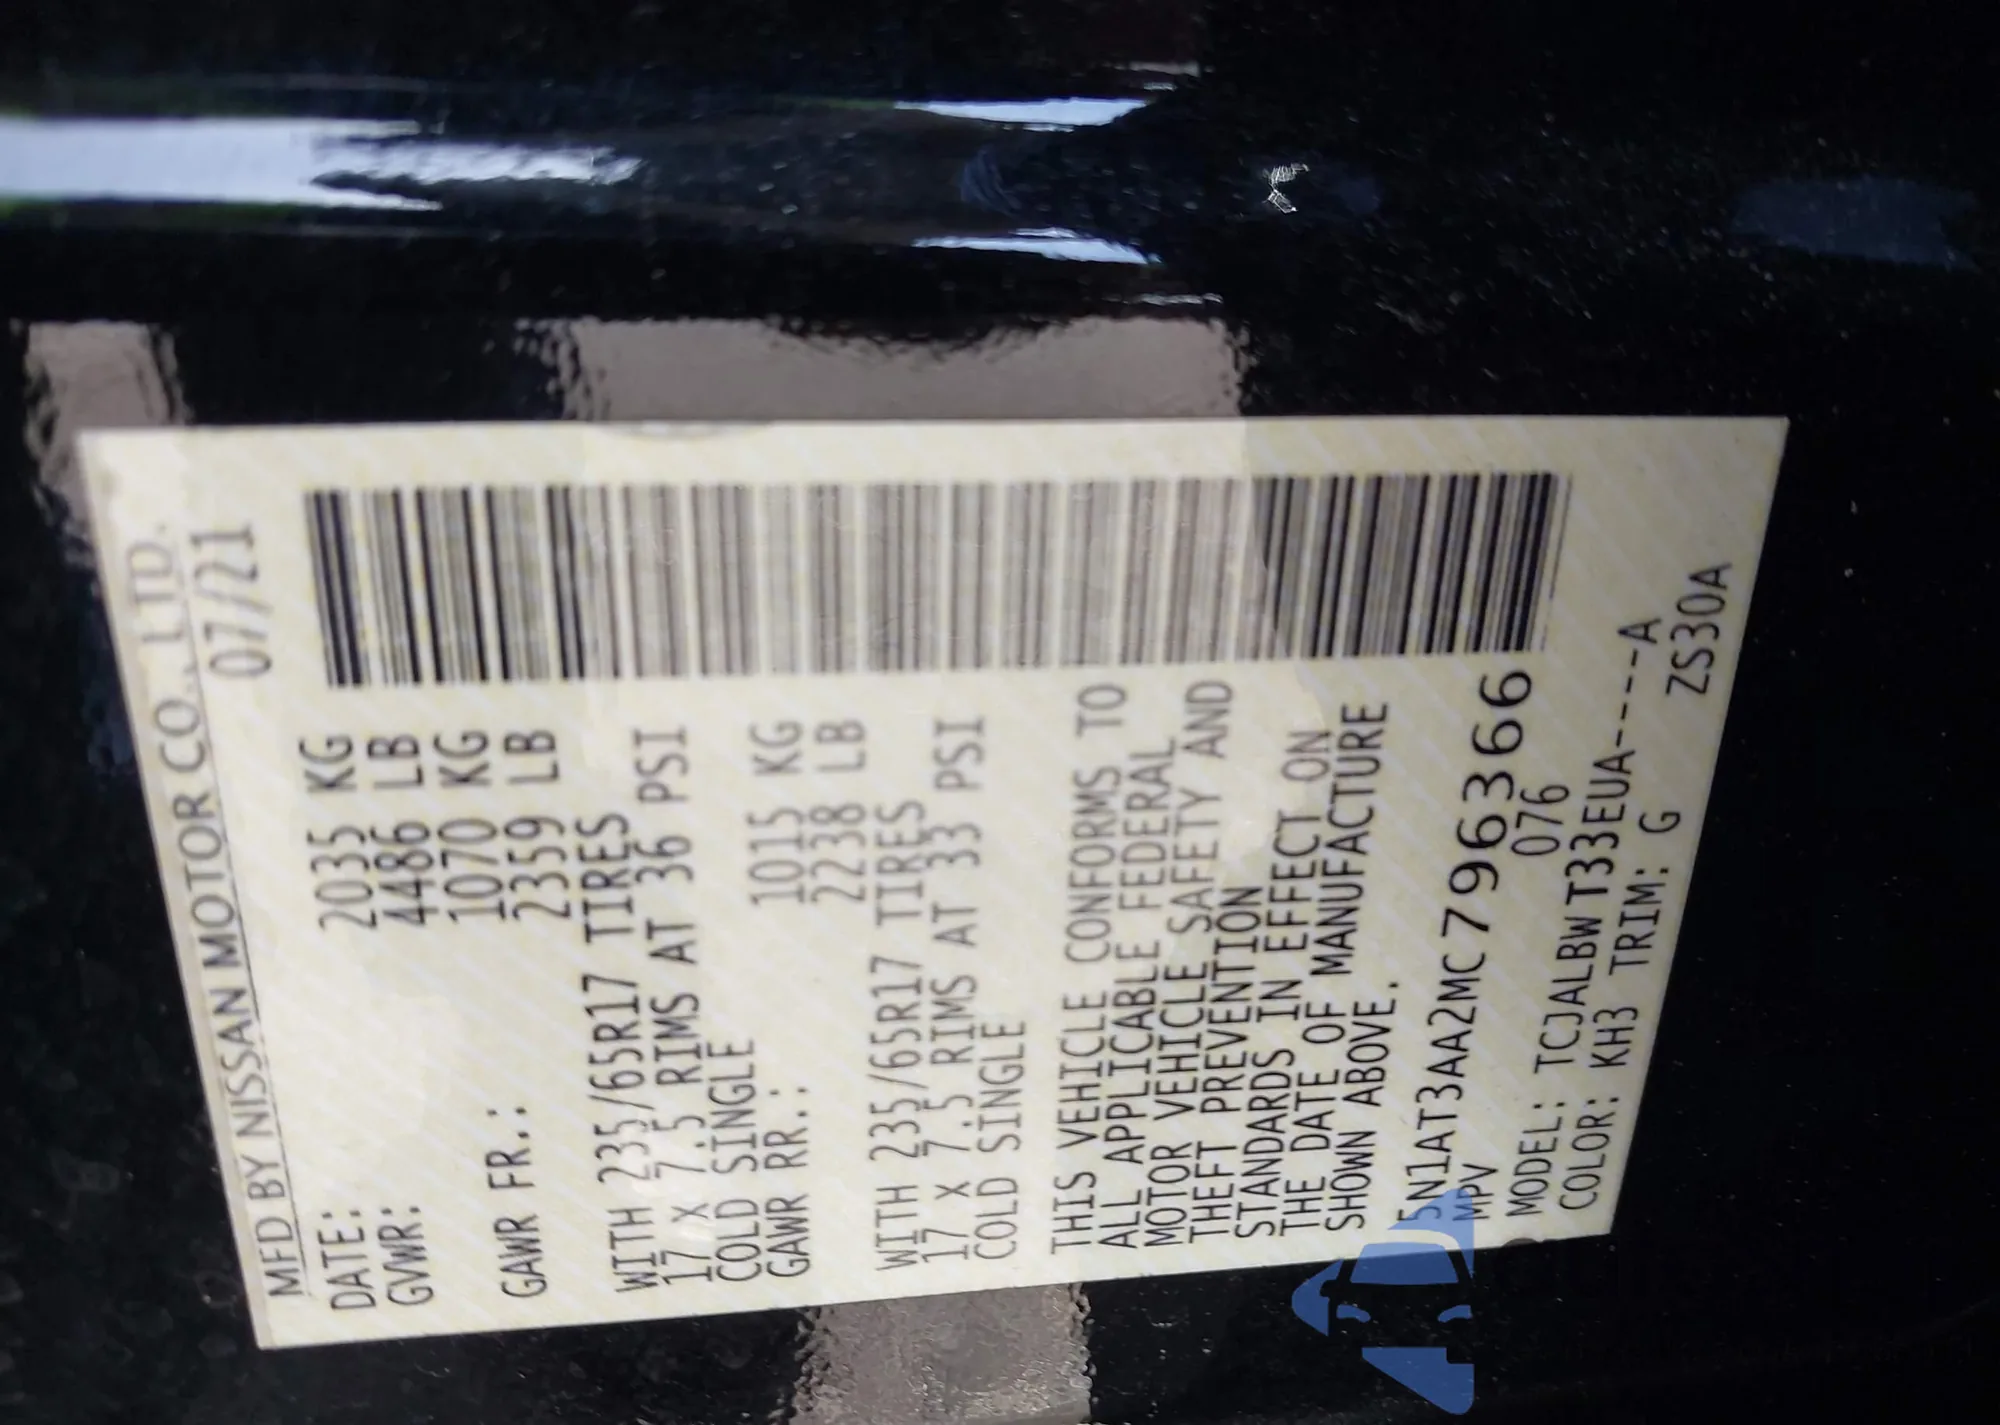 MFD BY NISSAN MOTOR CO., LTD.
DATE: 07/21
GVWR: 2035 KG
4486 LB
GAWR FR.: 1070 KG
2359 LB
WITH 235/65R17 TIRES
17 X 7.5 RIMS AT 36 PSI
COLD SINGLE
GAWR RR.: 1015 KG
2238 LB
WITH 235/65R17 TIRES
17 X 7.5 RIMS AT 33 PSI
COLD SINGLE
THIS VEHICLE CONFORMS TO
ALL APPLICABLE FEDERAL
MOTOR VEHICLE SAFETY AND
THEFT PREVENTION
STANDARDS IN EFFECT ON
THE DATE OF MANUFACTURE
SHOWN ABOVE.
5N1AT3AA2MC796366
MPV 076
MODEL: TCJALBWT33EUA-----A
COLOR: KH3 TRIM: G
ZS30A